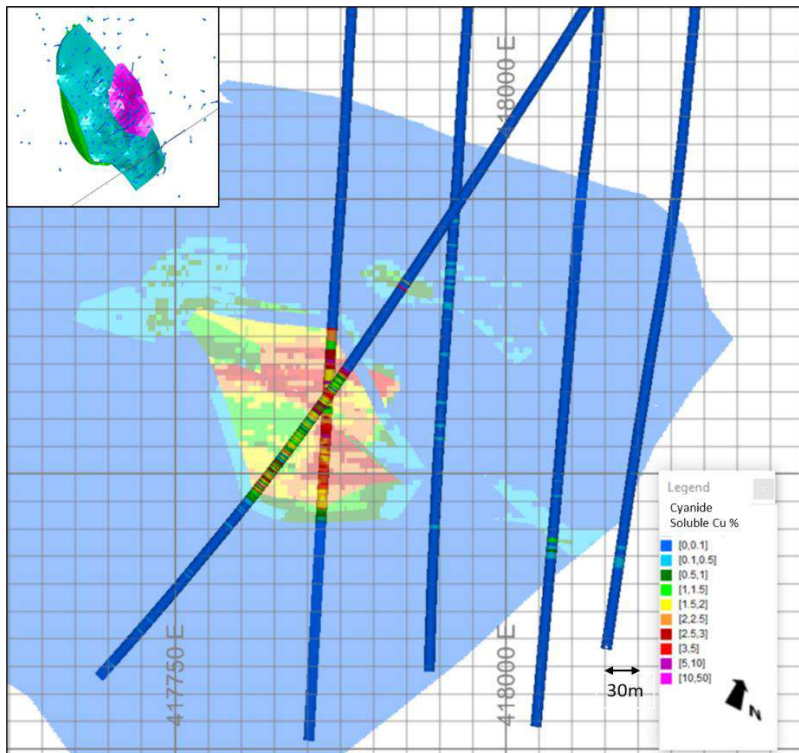 418000 E
417750 E
418000 E
Legend
Cyanide
Soluble Cu %
[0,0.1]
[0.1,0.5]
[0.5,1]
[1,1.5]
[1.5,2]
[2,2.5]
[2.5,3]
[3,5]
[5,10]
[10,50]
30m
N